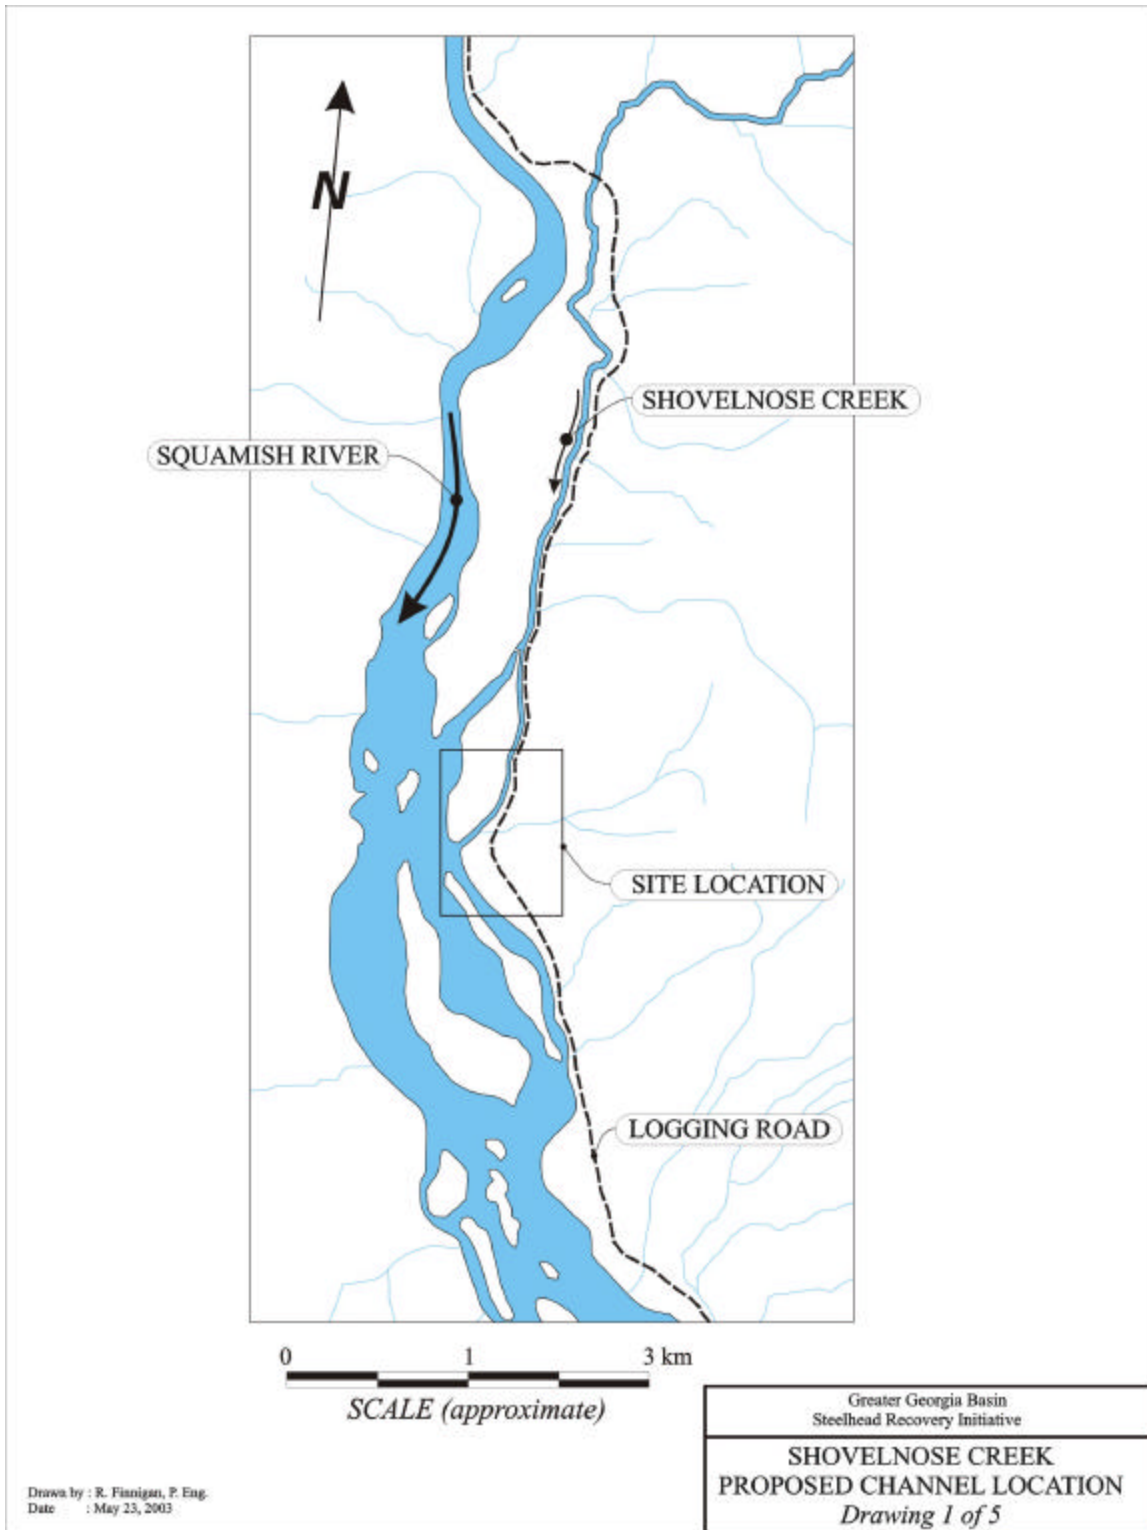 N
SHOVELNOSE CREEK
SQUAMISH RIVER
SITE LOCATION
LOGGING ROAD
0 1 3 km
SCALE (approximate)
Greater Georgia Basin
Steelhead Recovery Initiative
SHOVELNOSE CREEK
PROPOSED CHANNEL LOCATION
Drawing 1 of 5
Drawn by : R. Finnigan, P. Eng.
Date : May 23, 2003